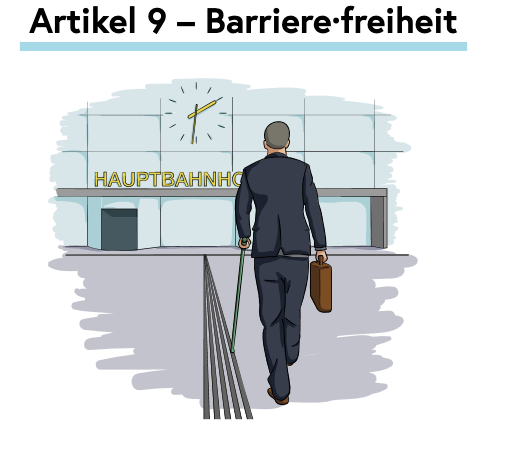 Artikel 9 – Barriere·freiheit
HAUPTBAHNHO